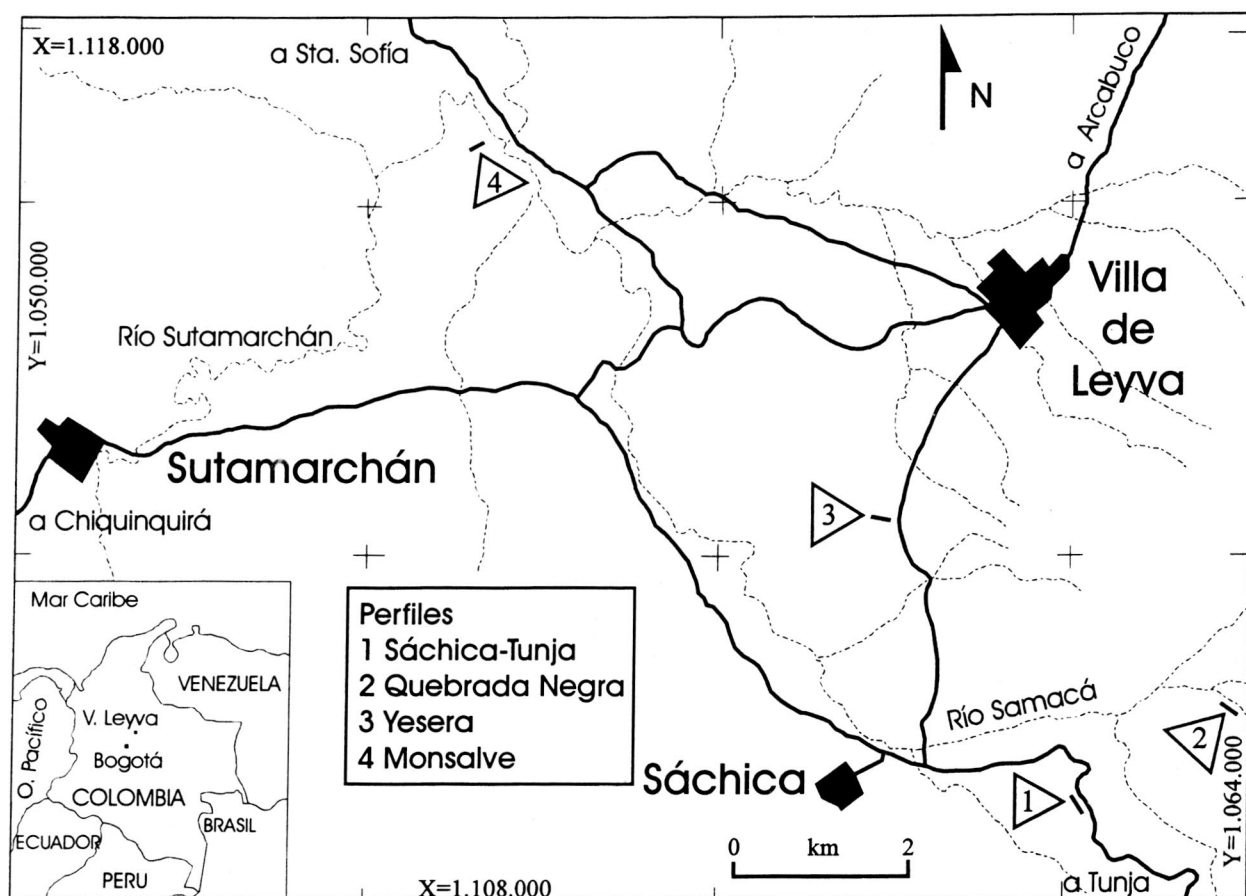 X=1.118.000
a Sta. Sofía
N
a Arcabuco
4
Y=1.050.000
Villa
de
Leyva
Río Sutamarchán
Sutamarchán
3
a Chiquinquirá
Mar Caribe
VENEZUELA
O. Pacífico
V. Leyva
Bogotá
COLOMBIA
BRASIL
ECUADOR
PERU
Perfiles
1 Sáchica-Tunja
2 Quebrada Negra
3 Yesera
4 Monsalve
Río Samacá
2
Sáchica
1
Y=1.064.000
0 km 2
X=1.108.000
a Tunja